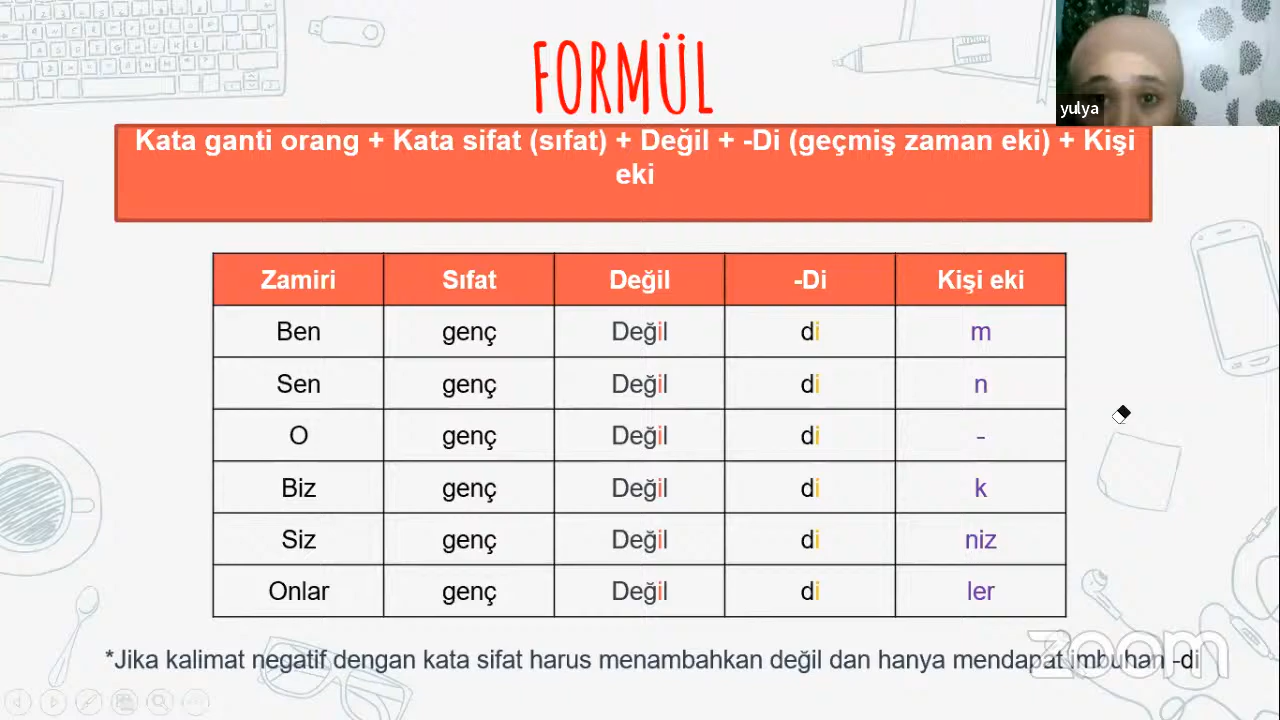 FORMÜL
yulya
Kata ganti orang + Kata sifat (sıfat) + Değil + -Di (geçmiş zaman eki) + Kişi
eki
Zamiri Sıfat Değil -Di Kişi eki
Ben genç Değil di m
Sen genç Değil di n
O genç Değil di -
Biz genç Değil di k
Siz genç Değil di niz
Onlar genç Değil di ler
*Jika kalimat negatif dengan kata sifat harus menambahkan değil dan hanya mendapat imbuhan -di
zoom